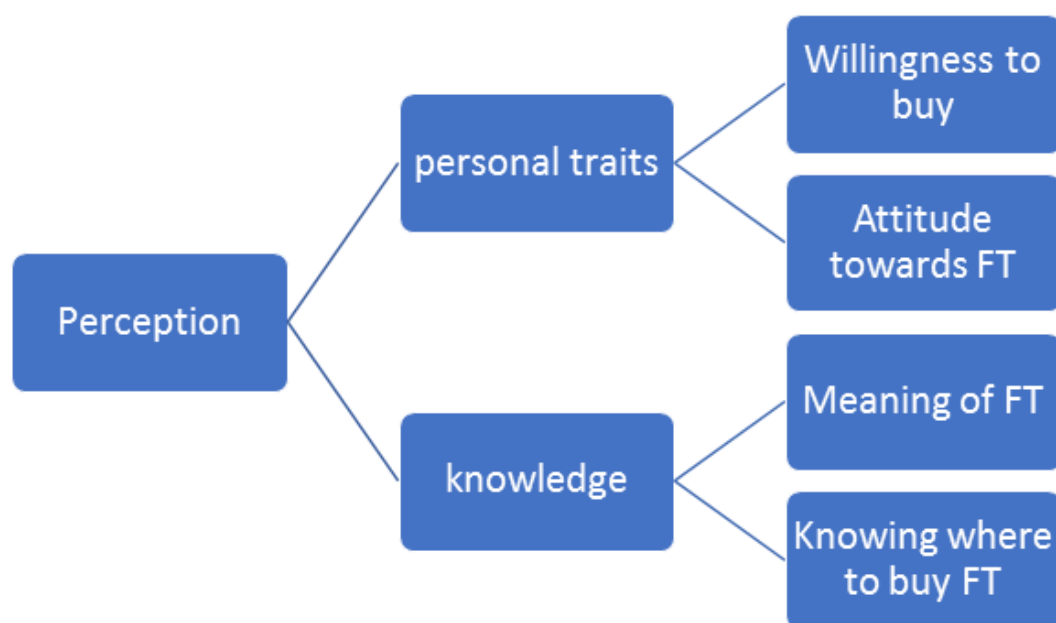 Perception
personal traits
knowledge
Willingness to
buy
Attitude
towards FT
Meaning of FT
Knowing where
to buy FT